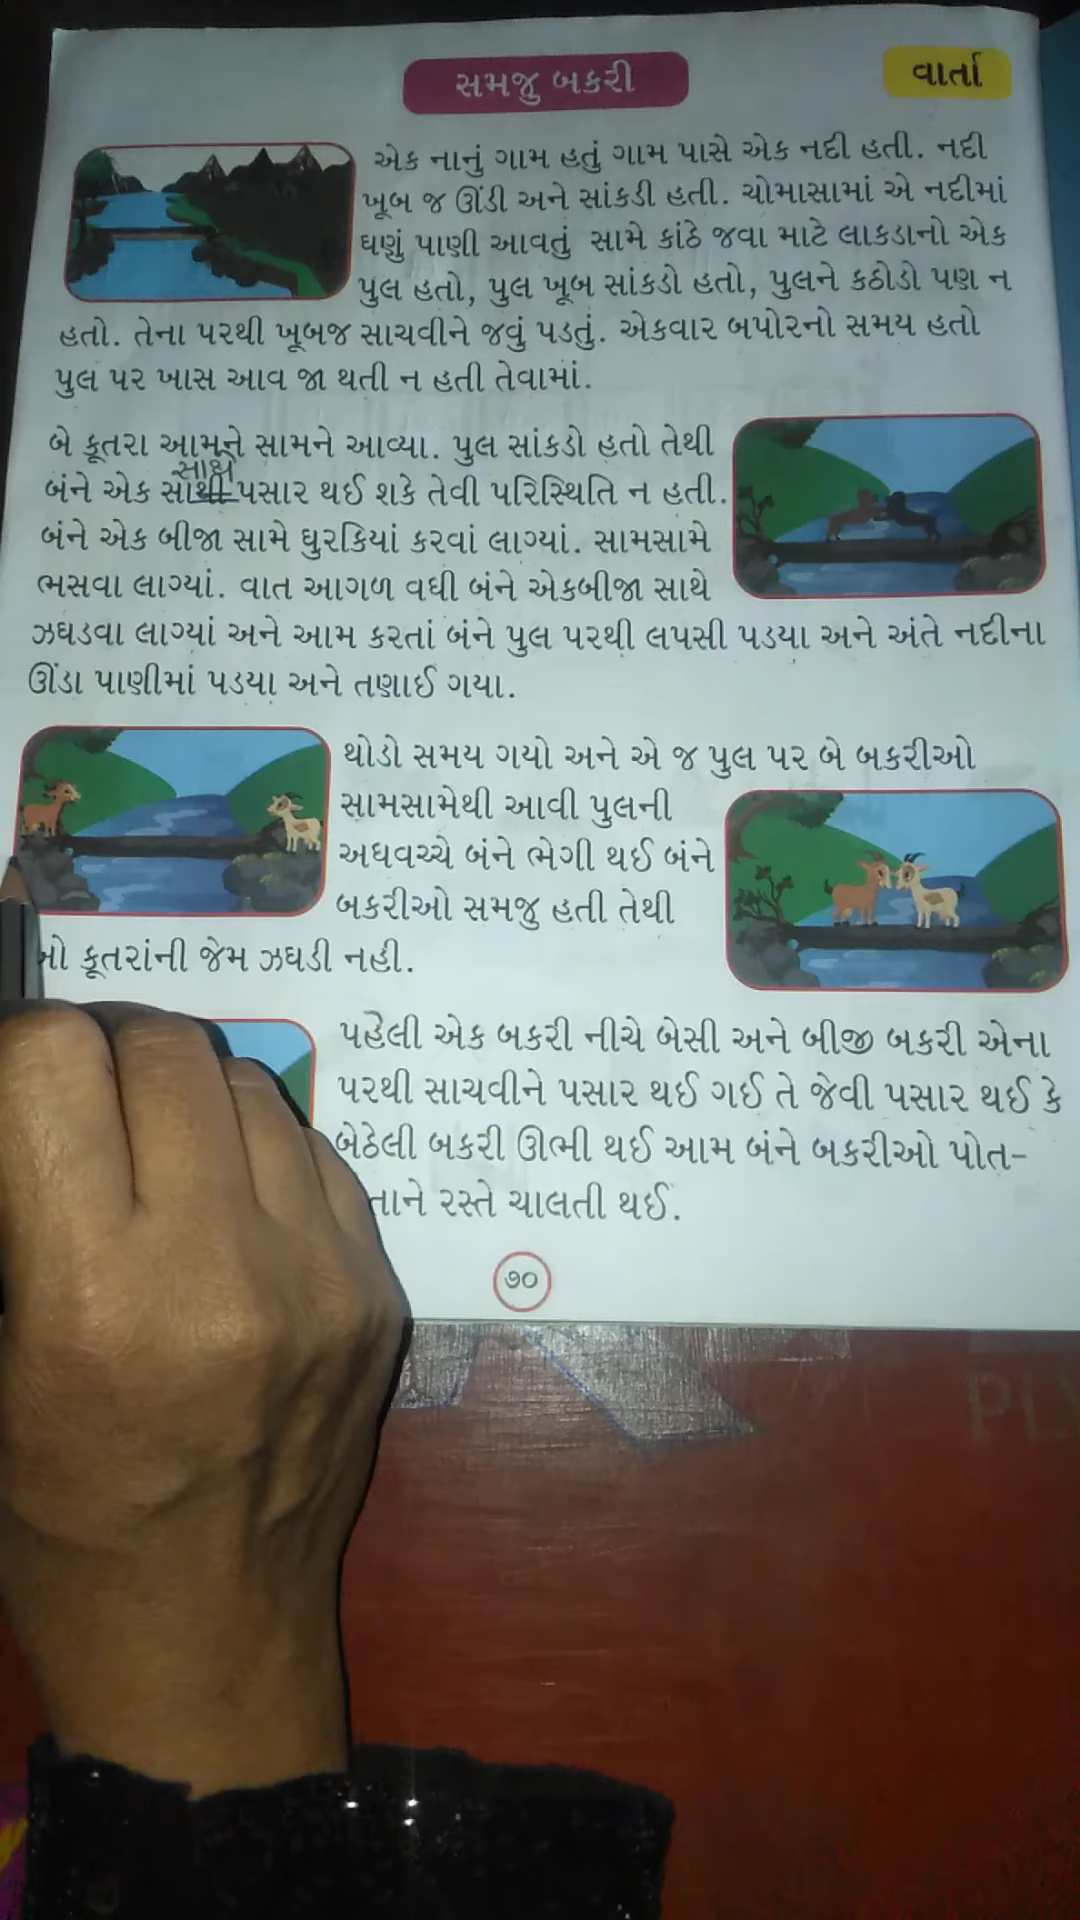 સમજુ બકરી
વાર્તા
એક નાનું ગામ હતું ગામ પાસે એક નદી હતી. નદી
ખૂબ જ ઊંડી અને સાંકડી હતી. ચોમાસામાં એ નદીમાં
ઘણું પાણી આવતું સામે કાંઠે જવા માટે લાકડાનો એક
પુલ હતો, પુલ ખૂબ સાંકડો હતો, પુલને કઠોડો પણ ન
હતો. તેના પરથી ખૂબજ સાચવીને જવું પડતું. એકવાર બપોરનો સમય હતો
પુલ પર ખાસ આવ જા થતી ન હતી તેવામાં.
બે કૂતરા આમને સામને આવ્યા. પુલ સાંકડો હતો તેથી
સાથે
બંને એક સાથી પસાર થઈ શકે તેવી પરિસ્થિતિ ન હતી.
બંને એક બીજા સામે ઘુરકિયાં કરવાં લાગ્યાં. સામસામે
ભસવા લાગ્યાં. વાત આગળ વધી બંને એકબીજા સાથે
ઝઘડવા લાગ્યાં અને આમ કરતાં બંને પુલ પરથી લપસી પડયા અને અંતે નદીના
ઊંડા પાણીમાં પડયા અને તણાઈ ગયા.
થોડો સમય ગયો અને એ જ પુલ પર બે બકરીઓ
સામસામેથી આવી પુલની
અધવચ્ચે બંને ભેગી થઈ બંને
બકરીઓ સમજુ હતી તેથી
કૂતરાંની જેમ ઝઘડી નહી.
પહેલી એક બકરી નીચે બેસી અને બીજી બકરી એના
પરથી સાચવીને પસાર થઈ ગઈ તે જેવી પસાર થઈ કે
બેઠેલી બકરી ઊભી થઈ આમ બંને બકરીઓ પોત-
તાને રસ્તે ચાલતી થઈ.
૭૦